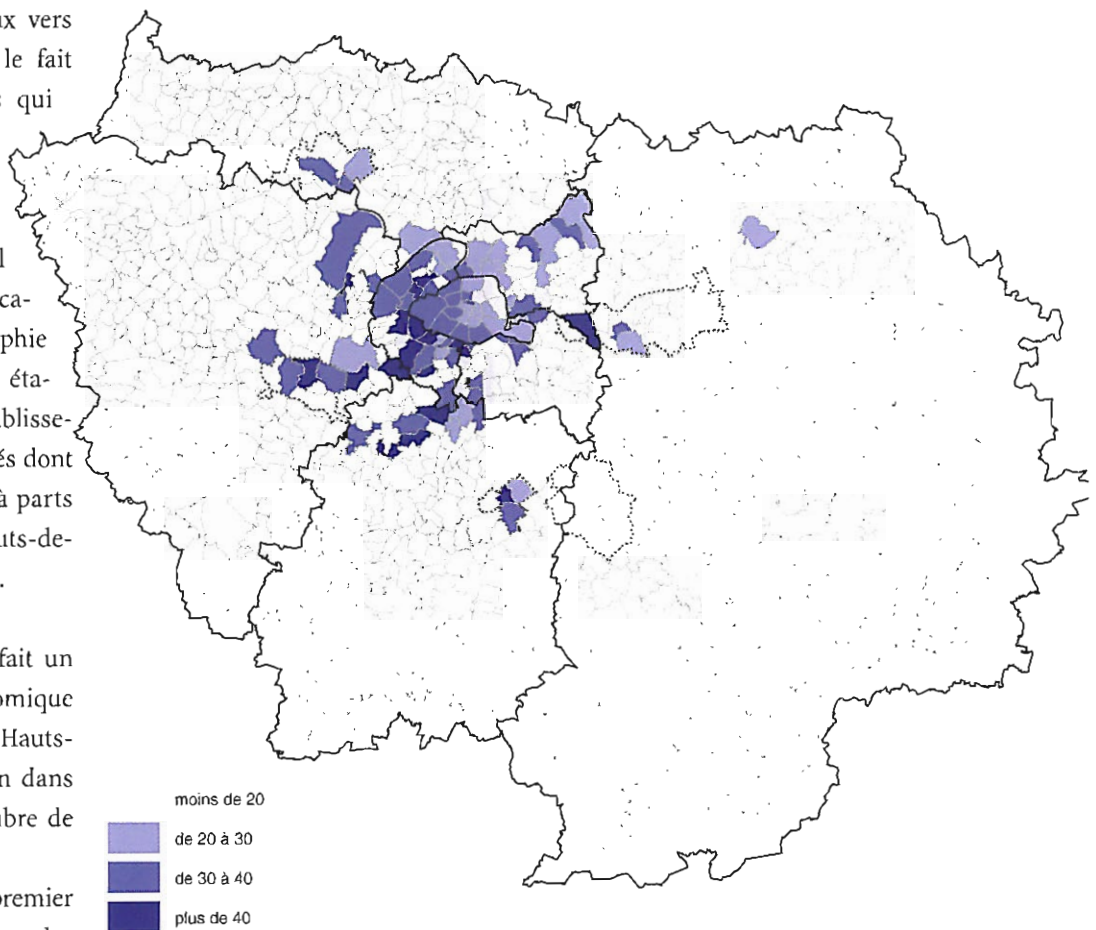 ux vers
le fait
qui
ca-
phie
éta-
blisse-
és dont
à parts
uts-de-
fait un
omique
Hauts-
n dans
bre de
premier
moins de 20
de 20 à 30
de 30 à 40
plus de 40